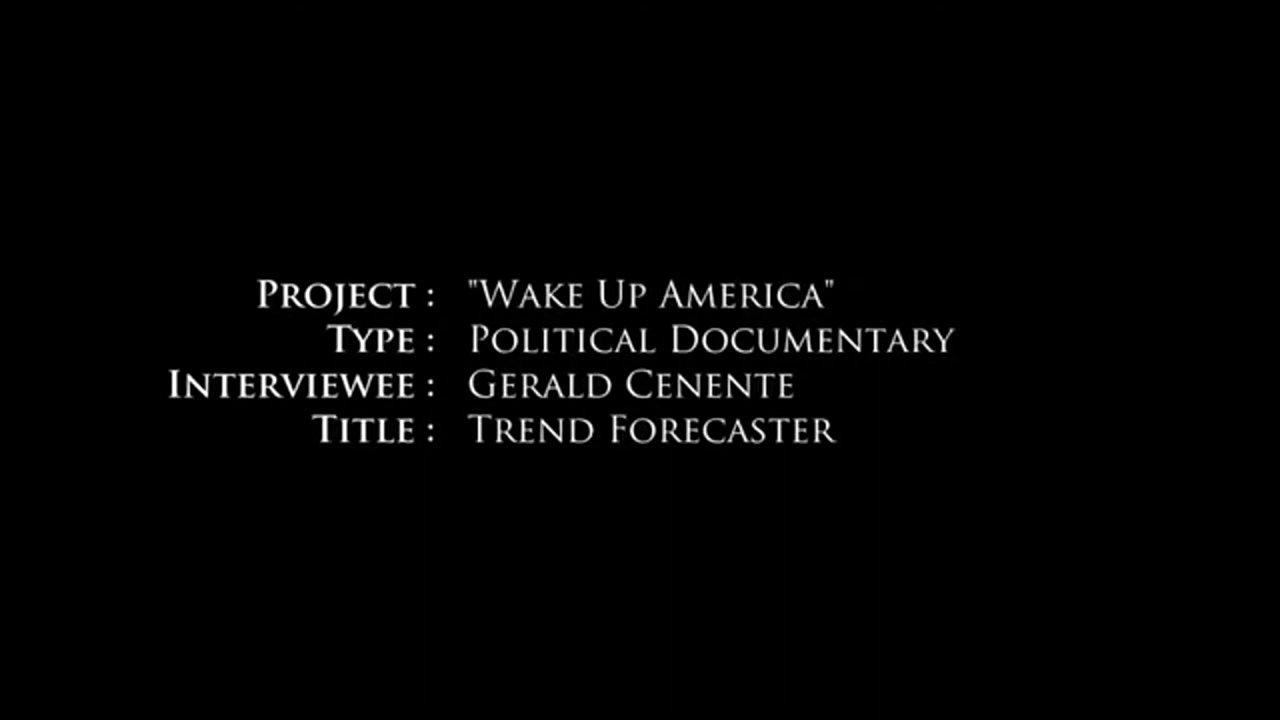 Project : "Wake Up America"
Type : Political Documentary
Interviewee : Gerald Cenente
Title : Trend Forecaster